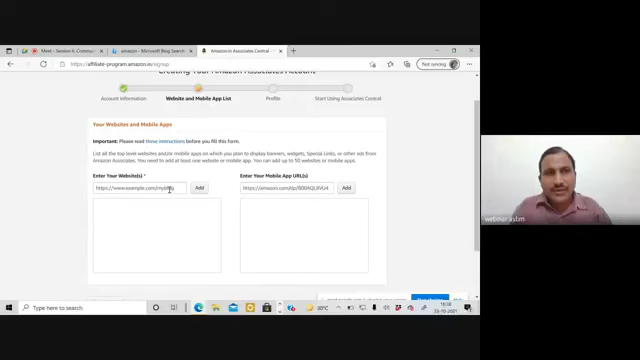 Meet - Session 6, Commun
amazon - Microsoft Bing Search
Amazon.in Associates Central -
https://affiliate-program.amazon.in/signup
Not syncing
Creating Your Amazon Associates Account
Account Information
Website and Mobile App List
Profile
Start Using Associates Central
Your Websites and Mobile Apps
Important: Please read these instructions before you fill this form.
List all the top level websites and/or mobile apps on which you plan to display banners, widgets, Special Links, or other ads from
Amazon Associates. You need to add at least one website or mobile app. You can add up to 50 websites or mobile apps.
Enter Your Website(s) *
Enter Your Mobile App URL(s)
https://www.example.com/myblog
Add
Add
Type here to search
30°C
ENG
23-10-2021